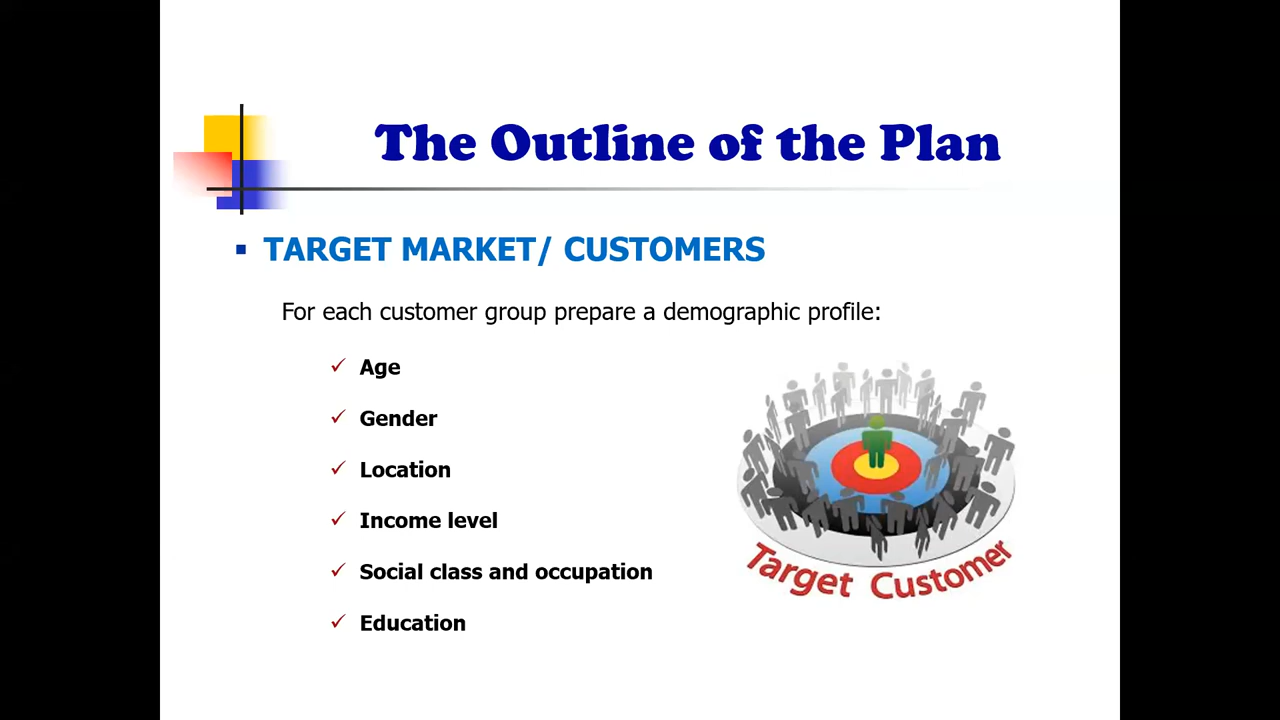 The Outline of the Plan
TARGET MARKET/ CUSTOMERS
For each customer group prepare a demographic profile:
Age
Gender
Location
Income level
Social class and occupation
Education
Target Customer